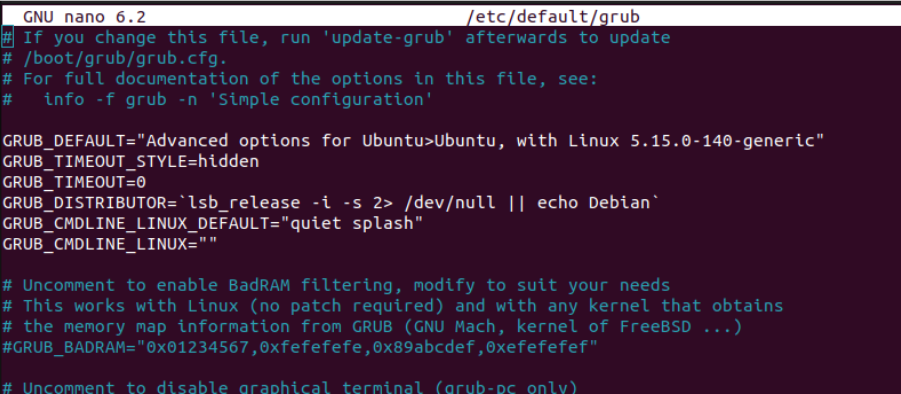 GNU nano 6.2 /etc/default/grub
# If you change this file, run 'update-grub' afterwards to update
# /boot/grub/grub.cfg.
# For full documentation of the options in this file, see:
#   info -f grub -n 'Simple configuration'

GRUB_DEFAULT="Advanced options for Ubuntu>Ubuntu, with Linux 5.15.0-140-generic"
GRUB_TIMEOUT_STYLE=hidden
GRUB_TIMEOUT=0
GRUB_DISTRIBUTOR=`lsb_release -i -s 2> /dev/null || echo Debian`
GRUB_CMDLINE_LINUX_DEFAULT="quiet splash"
GRUB_CMDLINE_LINUX=""

# Uncomment to enable BadRAM filtering, modify to suit your needs
# This works with Linux (no patch required) and with any kernel that obtains
# the memory map information from GRUB (GNU Mach, kernel of FreeBSD ...)
#GRUB_BADRAM="0x01234567,0xfefefefe,0x89abcdef,0xefefefef"

# Uncomment to disable graphical terminal (grub-pc only)